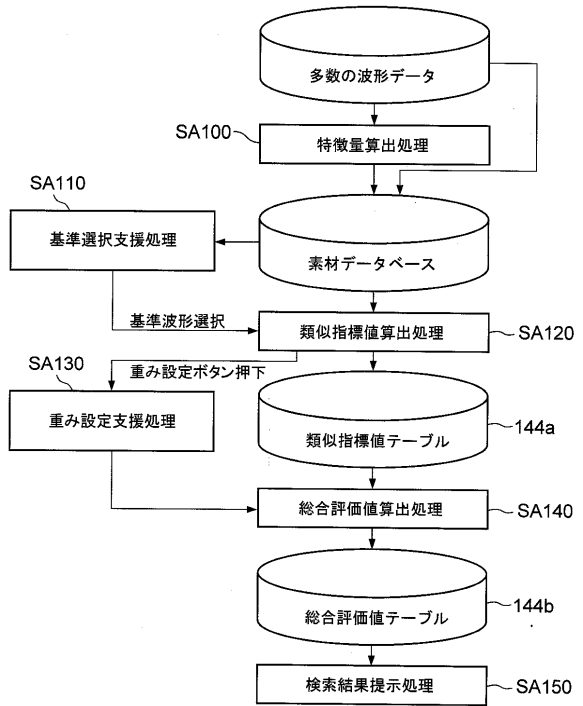 多数の波形データ
SA100
特徴量算出処理
SA110
基準選択支援処理
素材データベース
基準波形選択
類似指標値算出処理
SA120
SA130
重み設定ボタン押下
重み設定支援処理
類似指標値テーブル
144a
総合評価値算出処理
SA140
総合評価値テーブル
144b
検索結果提示処理
SA150